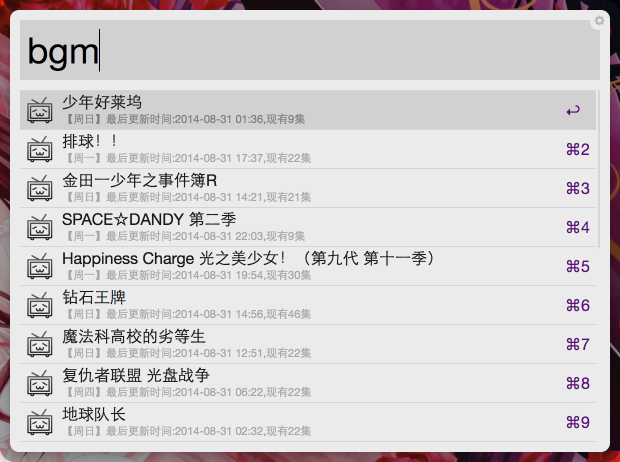 bgm
少年好莱坞
【周日】最后更新时间:2014-08-31 01:36,现有9集
↩
排球！！
【周一】最后更新时间:2014-08-31 17:37,现有22集
⌘2
金田一少年之事件簿R
【周日】最后更新时间:2014-08-31 14:21,现有21集
⌘3
SPACE☆DANDY 第二季
【周一】最后更新时间:2014-08-31 22:03,现有9集
⌘4
Happiness Charge 光之美少女！（第九代 第十一季）
【周一】最后更新时间:2014-08-31 19:54,现有30集
⌘5
钻石王牌
【周日】最后更新时间:2014-08-31 14:56,现有46集
⌘6
魔法科高校的劣等生
【周日】最后更新时间:2014-08-31 12:51,现有22集
⌘7
复仇者联盟 光盘战争
【周四】最后更新时间:2014-08-31 06:22,现有22集
⌘8
地球队长
【周日】最后更新时间:2014-08-31 02:32,现有22集
⌘9